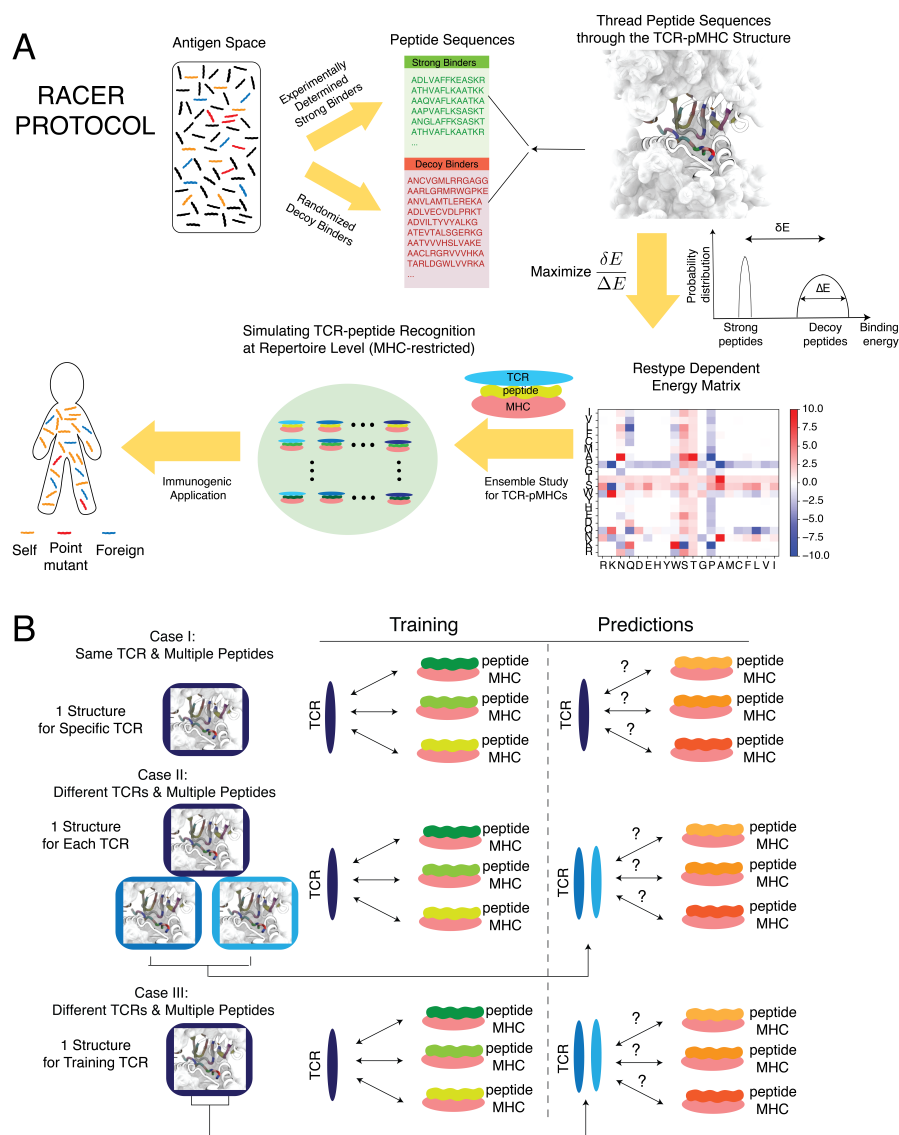 A
RACER
PROTOCOL
Antigen Space
Experimentally
Determined
Strong Binders
Randomized
Decoy Binders
Peptide Sequences
Strong Binders
ADLVAFFKEASKR
ATHVAFLKAATKK
AAQVAFLKAATKA
AAPVAFLKSASKT
ANGLAFFKSASKT
ATHVAFLKAATKR
...
Decoy Binders
ANCVGMLRRGAGG
AARLGRMRWGPKE
ANVLAMTLEREKA
ADLVECVDLPRKT
ADVILTYVYALKG
ATEVTALSGERKG
AATVVVHSLVAKE
AACLRGRVVVHKA
TARLDGWLVVRKA
...
Thread Peptide Sequences
through the TCR-pMHC Structure
Maximize δE
ΔE
Probability
distribution
δE
ΔE
Strong
peptides
Decoy
peptides
Binding
energy
Simulating TCR-peptide Recognition
at Repertoire Level (MHC-restricted)
TCR
peptide
MHC
Ensemble Study
for TCR-pMHCs
Restype Dependent
Energy Matrix
10.0
7.5
5.0
2.5
0.0
−2.5
−5.0
−7.5
−10.0
R K N Q D E H Y W S T G P A M C F L V I
Immunogenic
Application
Self
Point
mutant
Foreign
B
Training
Predictions
Case I:
Same TCR & Multiple Peptides
1 Structure
for Specific TCR
TCR
peptide
MHC
peptide
MHC
peptide
MHC
TCR
?
?
?
peptide
MHC
peptide
MHC
peptide
MHC
Case II:
Different TCRs & Multiple Peptides
1 Structure
for Each TCR
TCR
peptide
MHC
peptide
MHC
peptide
MHC
TCR
?
?
?
peptide
MHC
peptide
MHC
peptide
MHC
Case III:
Different TCRs & Multiple Peptides
1 Structure
for Training TCR
TCR
peptide
MHC
peptide
MHC
peptide
MHC
TCR
?
?
?
peptide
MHC
peptide
MHC
peptide
MHC